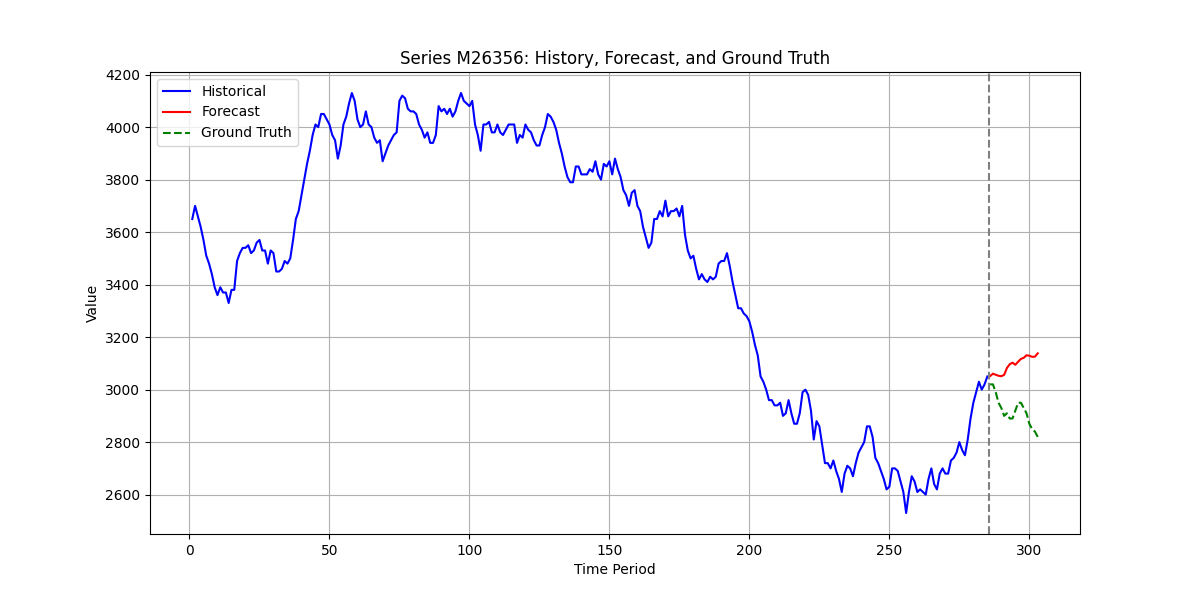 Series M26356: History, Forecast, and Ground Truth
Historical
Forecast
Ground Truth
4200
4000
3800
3600
3400
3200
3000
2800
2600
Value
0 50 100 150 200 250 300
Time Period